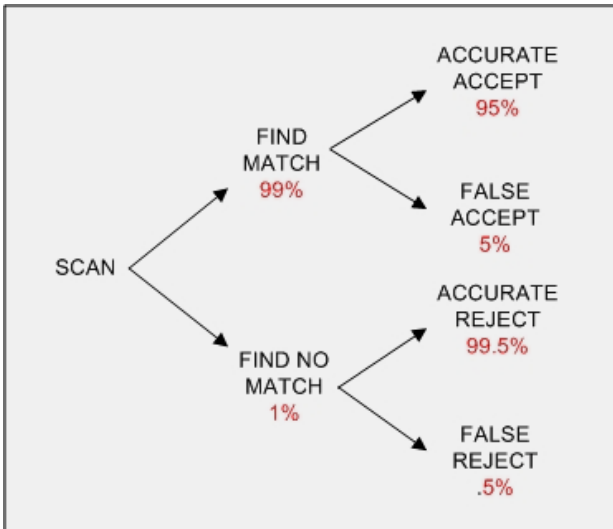 ACCURATE
ACCEPT
95%
FIND
MATCH
99%
FALSE
ACCEPT
5%
SCAN
ACCURATE
REJECT
99.5%
FIND NO
MATCH
1%
FALSE
REJECT
.5%